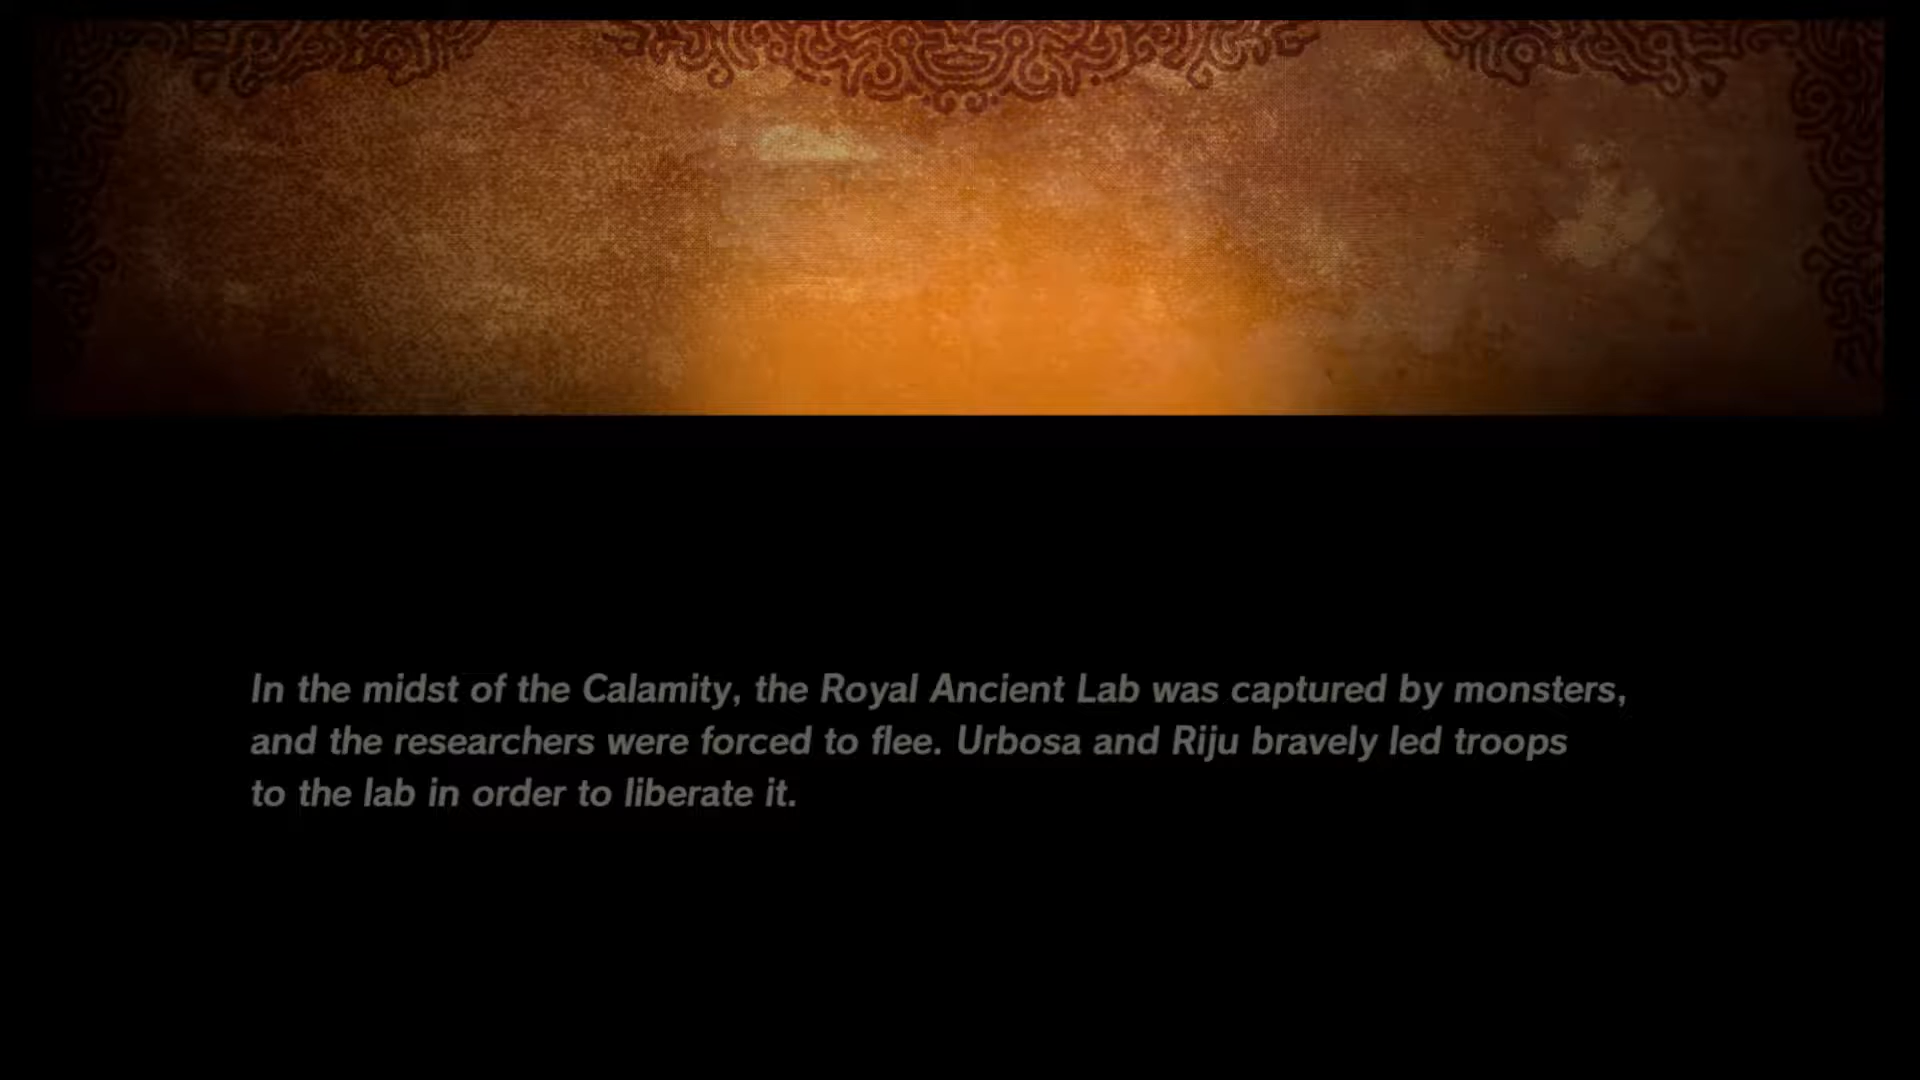 In the midst of the Calamity, the Royal Ancient Lab was captured by monsters,
and the researchers were forced to flee. Urbosa and Riju bravely led troops
to the lab in order to liberate it.